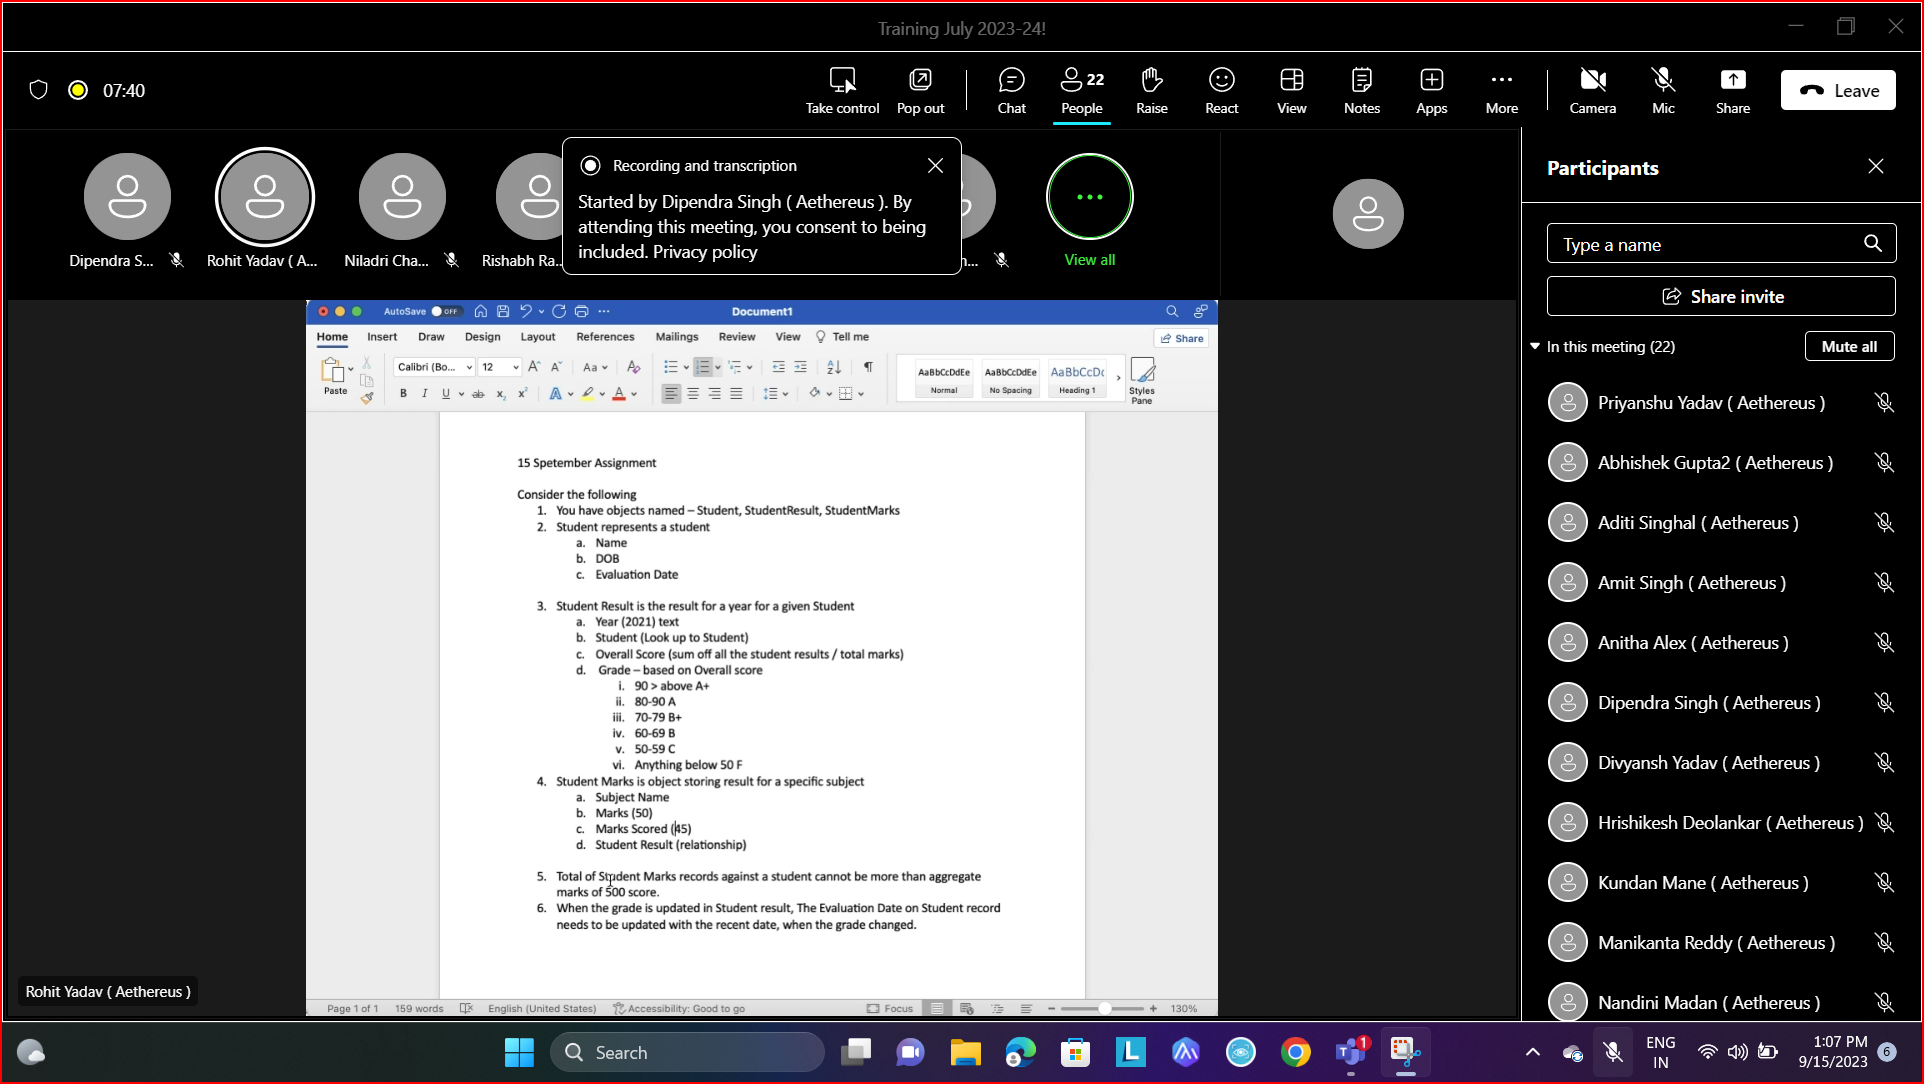 Training July 2023-24!
07:40
Take control
Pop out
Chat
22
People
Raise
React
View
Notes
Apps
More
Camera
Mic
Share
Leave
Dipendra S...
Rohit Yadav ( A...
Niladri Cha...
Rishabh Ra...
Recording and transcription
Started by Dipendra Singh ( Aethereus ). By
attending this meeting, you consent to being
included. Privacy policy
View all
Participants
Type a name
Share invite
In this meeting (22)
Mute all
Priyanshu Yadav ( Aethereus )
Abhishek Gupta2 ( Aethereus )
Aditi Singhal ( Aethereus )
Amit Singh ( Aethereus )
Anitha Alex ( Aethereus )
Dipendra Singh ( Aethereus )
Divyansh Yadav ( Aethereus )
Hrishikesh Deolankar ( Aethereus )
Kundan Mane ( Aethereus )
Manikanta Reddy ( Aethereus )
Nandini Madan ( Aethereus )
AutoSave OFF
Document1
Home Insert Draw Design Layout References Mailings Review View Tell me
Share
Paste
Calibri (Bo... 12
AaBbCcDdEe AaBbCcDdEe AaBbCcDc
Normal No Spacing Heading 1
Styles
Pane
15 Spetember Assignment
Consider the following
1. You have objects named – Student, StudentResult, StudentMarks
2. Student represents a student
a. Name
b. DOB
c. Evaluation Date
3. Student Result is the result for a year for a given Student
a. Year (2021) text
b. Student (Look up to Student)
c. Overall Score (sum off all the student results / total marks)
d. Grade – based on Overall score
i. 90 > above A+
ii. 80-90 A
iii. 70-79 B+
iv. 60-69 B
v. 50-59 C
vi. Anything below 50 F
4. Student Marks is object storing result for a specific subject
a. Subject Name
b. Marks (50)
c. Marks Scored (45)
d. Student Result (relationship)
5. Total of Student Marks records against a student cannot be more than aggregate
marks of 500 score.
6. When the grade is updated in Student result, The Evaluation Date on Student record
needs to be updated with the recent date, when the grade changed.
Rohit Yadav ( Aethereus )
Page 1 of 1 159 words English (United States) Accessibility: Good to go Focus 130%
Search
1
ENG
IN
1:07 PM
9/15/2023
6